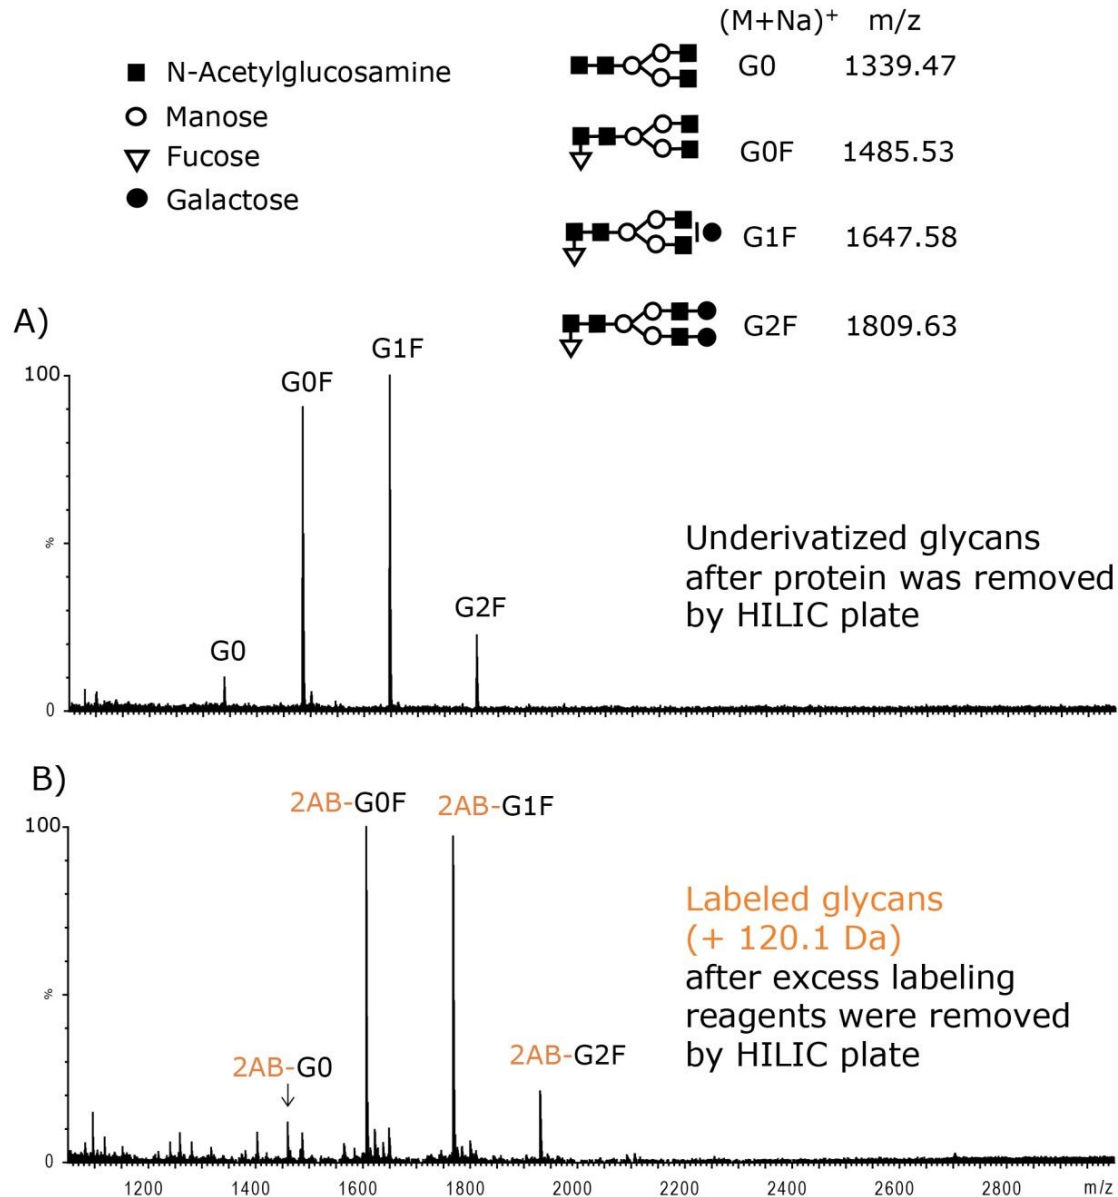 (M+Na)+ m/z
N-Acetylglucosamine
Manose
Fucose
Galactose
G0 1339.47
G0F 1485.53
G1F 1647.58
G2F 1809.63
A)
100
%
0
G0
G0F
G1F
G2F
Underivatized glycans
after protein was removed
by HILIC plate
B)
100
%
0
2AB-G0
2AB-G0F
2AB-G1F
2AB-G2F
Labeled glycans
(+ 120.1 Da)
after excess labeling
reagents were removed
by HILIC plate
1200 1400 1600 1800 2000 2200 2400 2600 2800 m/z